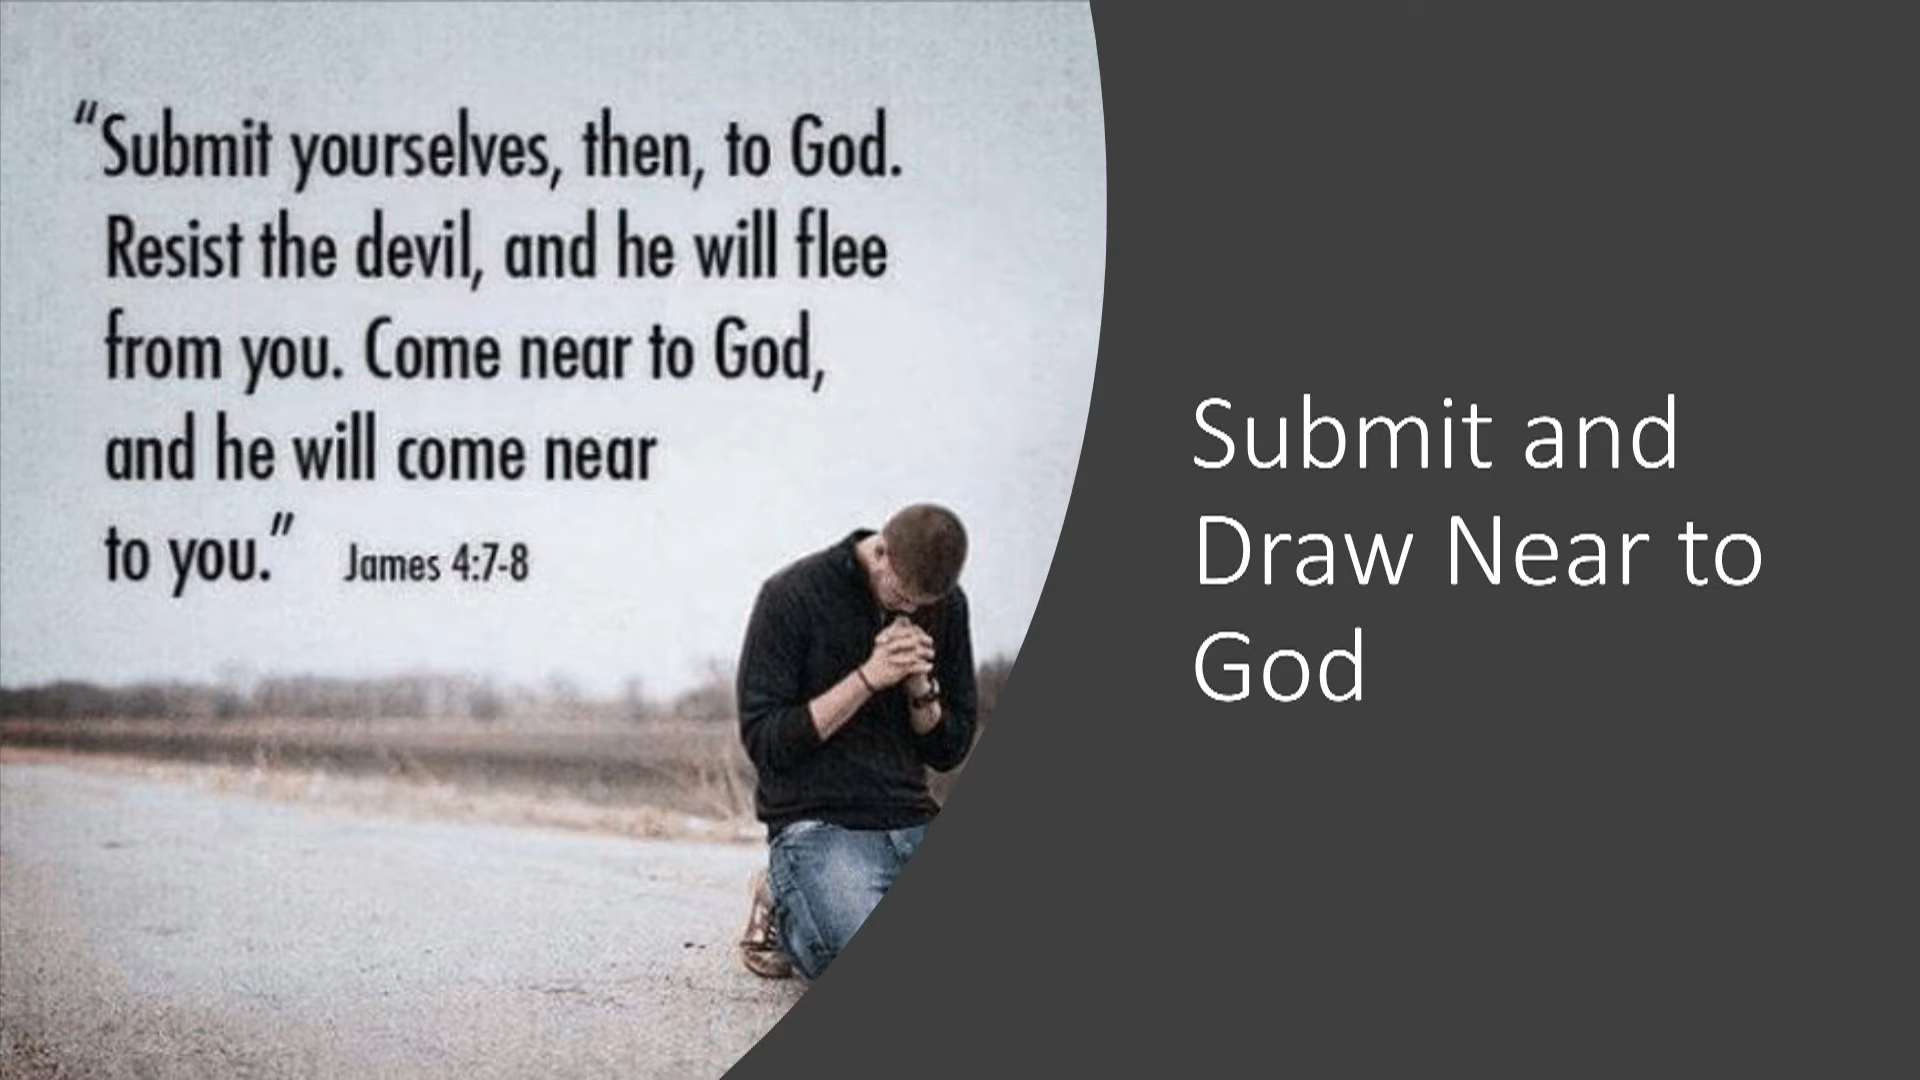 “Submit yourselves, then, to God.
Resist the devil, and he will flee
from you. Come near to God,
and he will come near
to you.” James 4:7-8
Submit and
Draw Near to
God